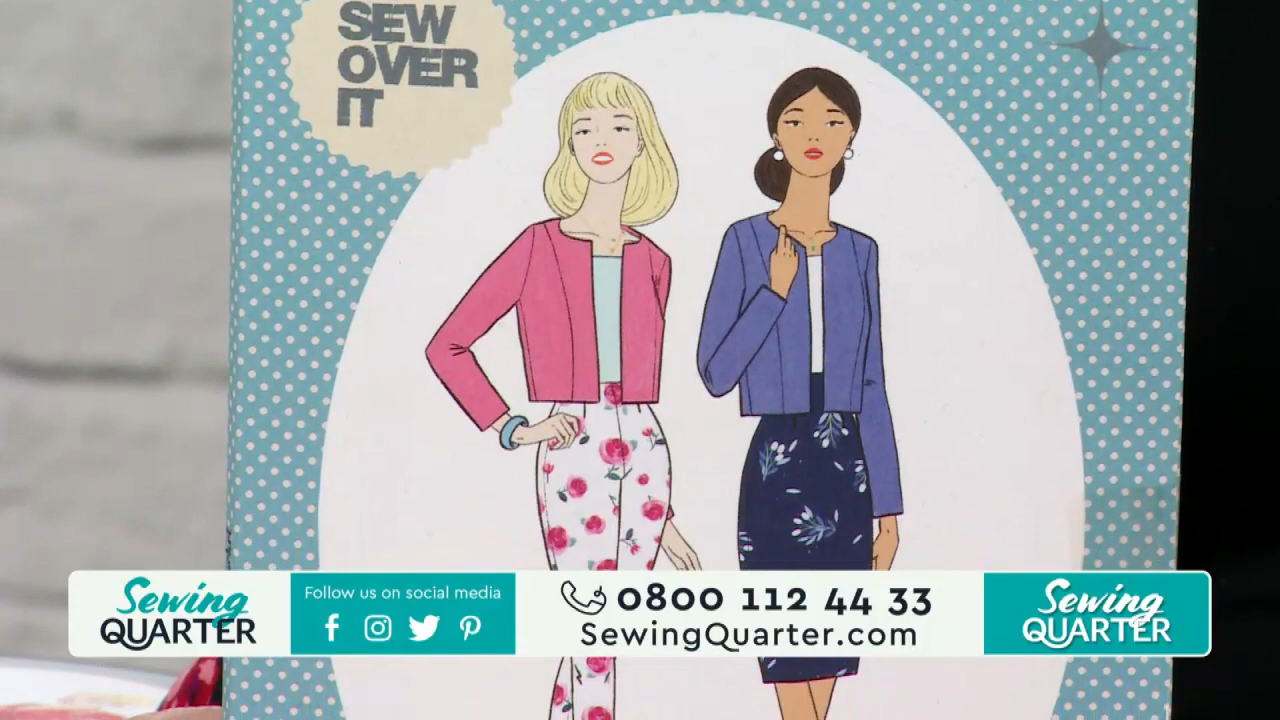 SEW
OVER
IT
Sewing
QUARTER
Follow us on social media
0800 112 44 33
SewingQuarter.com
Sewing
QUARTER